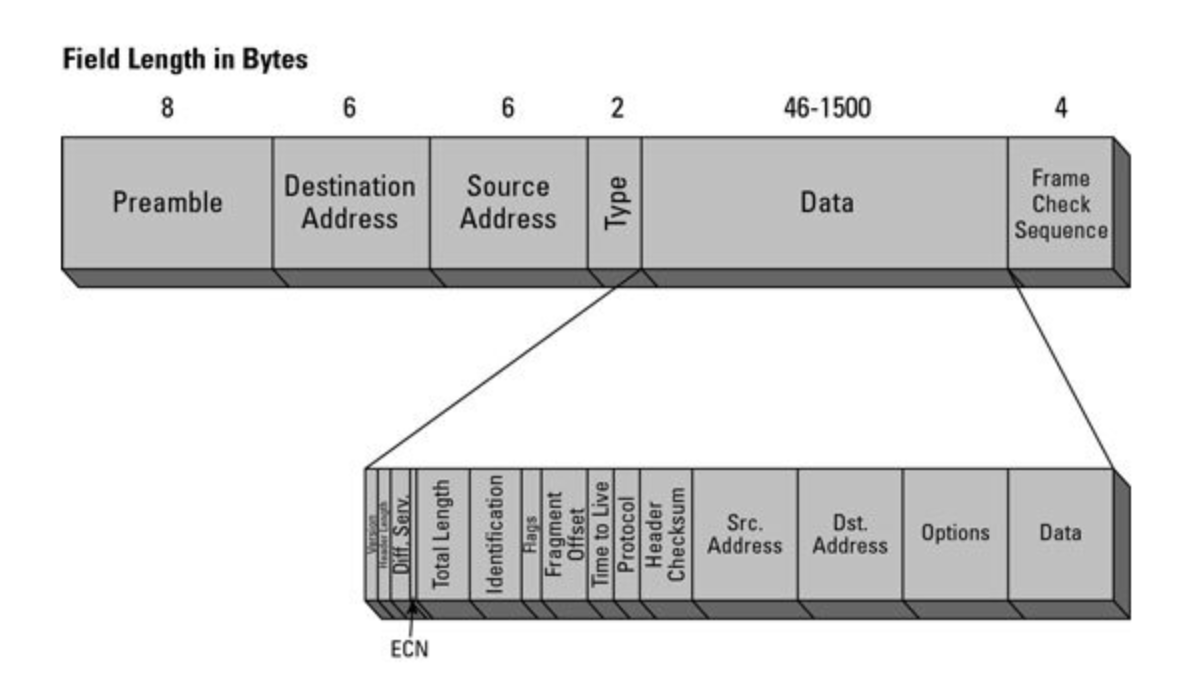 Field Length in Bytes
8 6 6 2 46-1500 4
Preamble
Destination
Address
Source
Address
Type
Data
Frame
Check
Sequence
Version
Header Length
Diff. Serv.
Total Length
Identification
Flags
Fragment
Offset
Time to Live
Protocol
Header
Checksum
Src.
Address
Dst.
Address
Options
Data
ECN